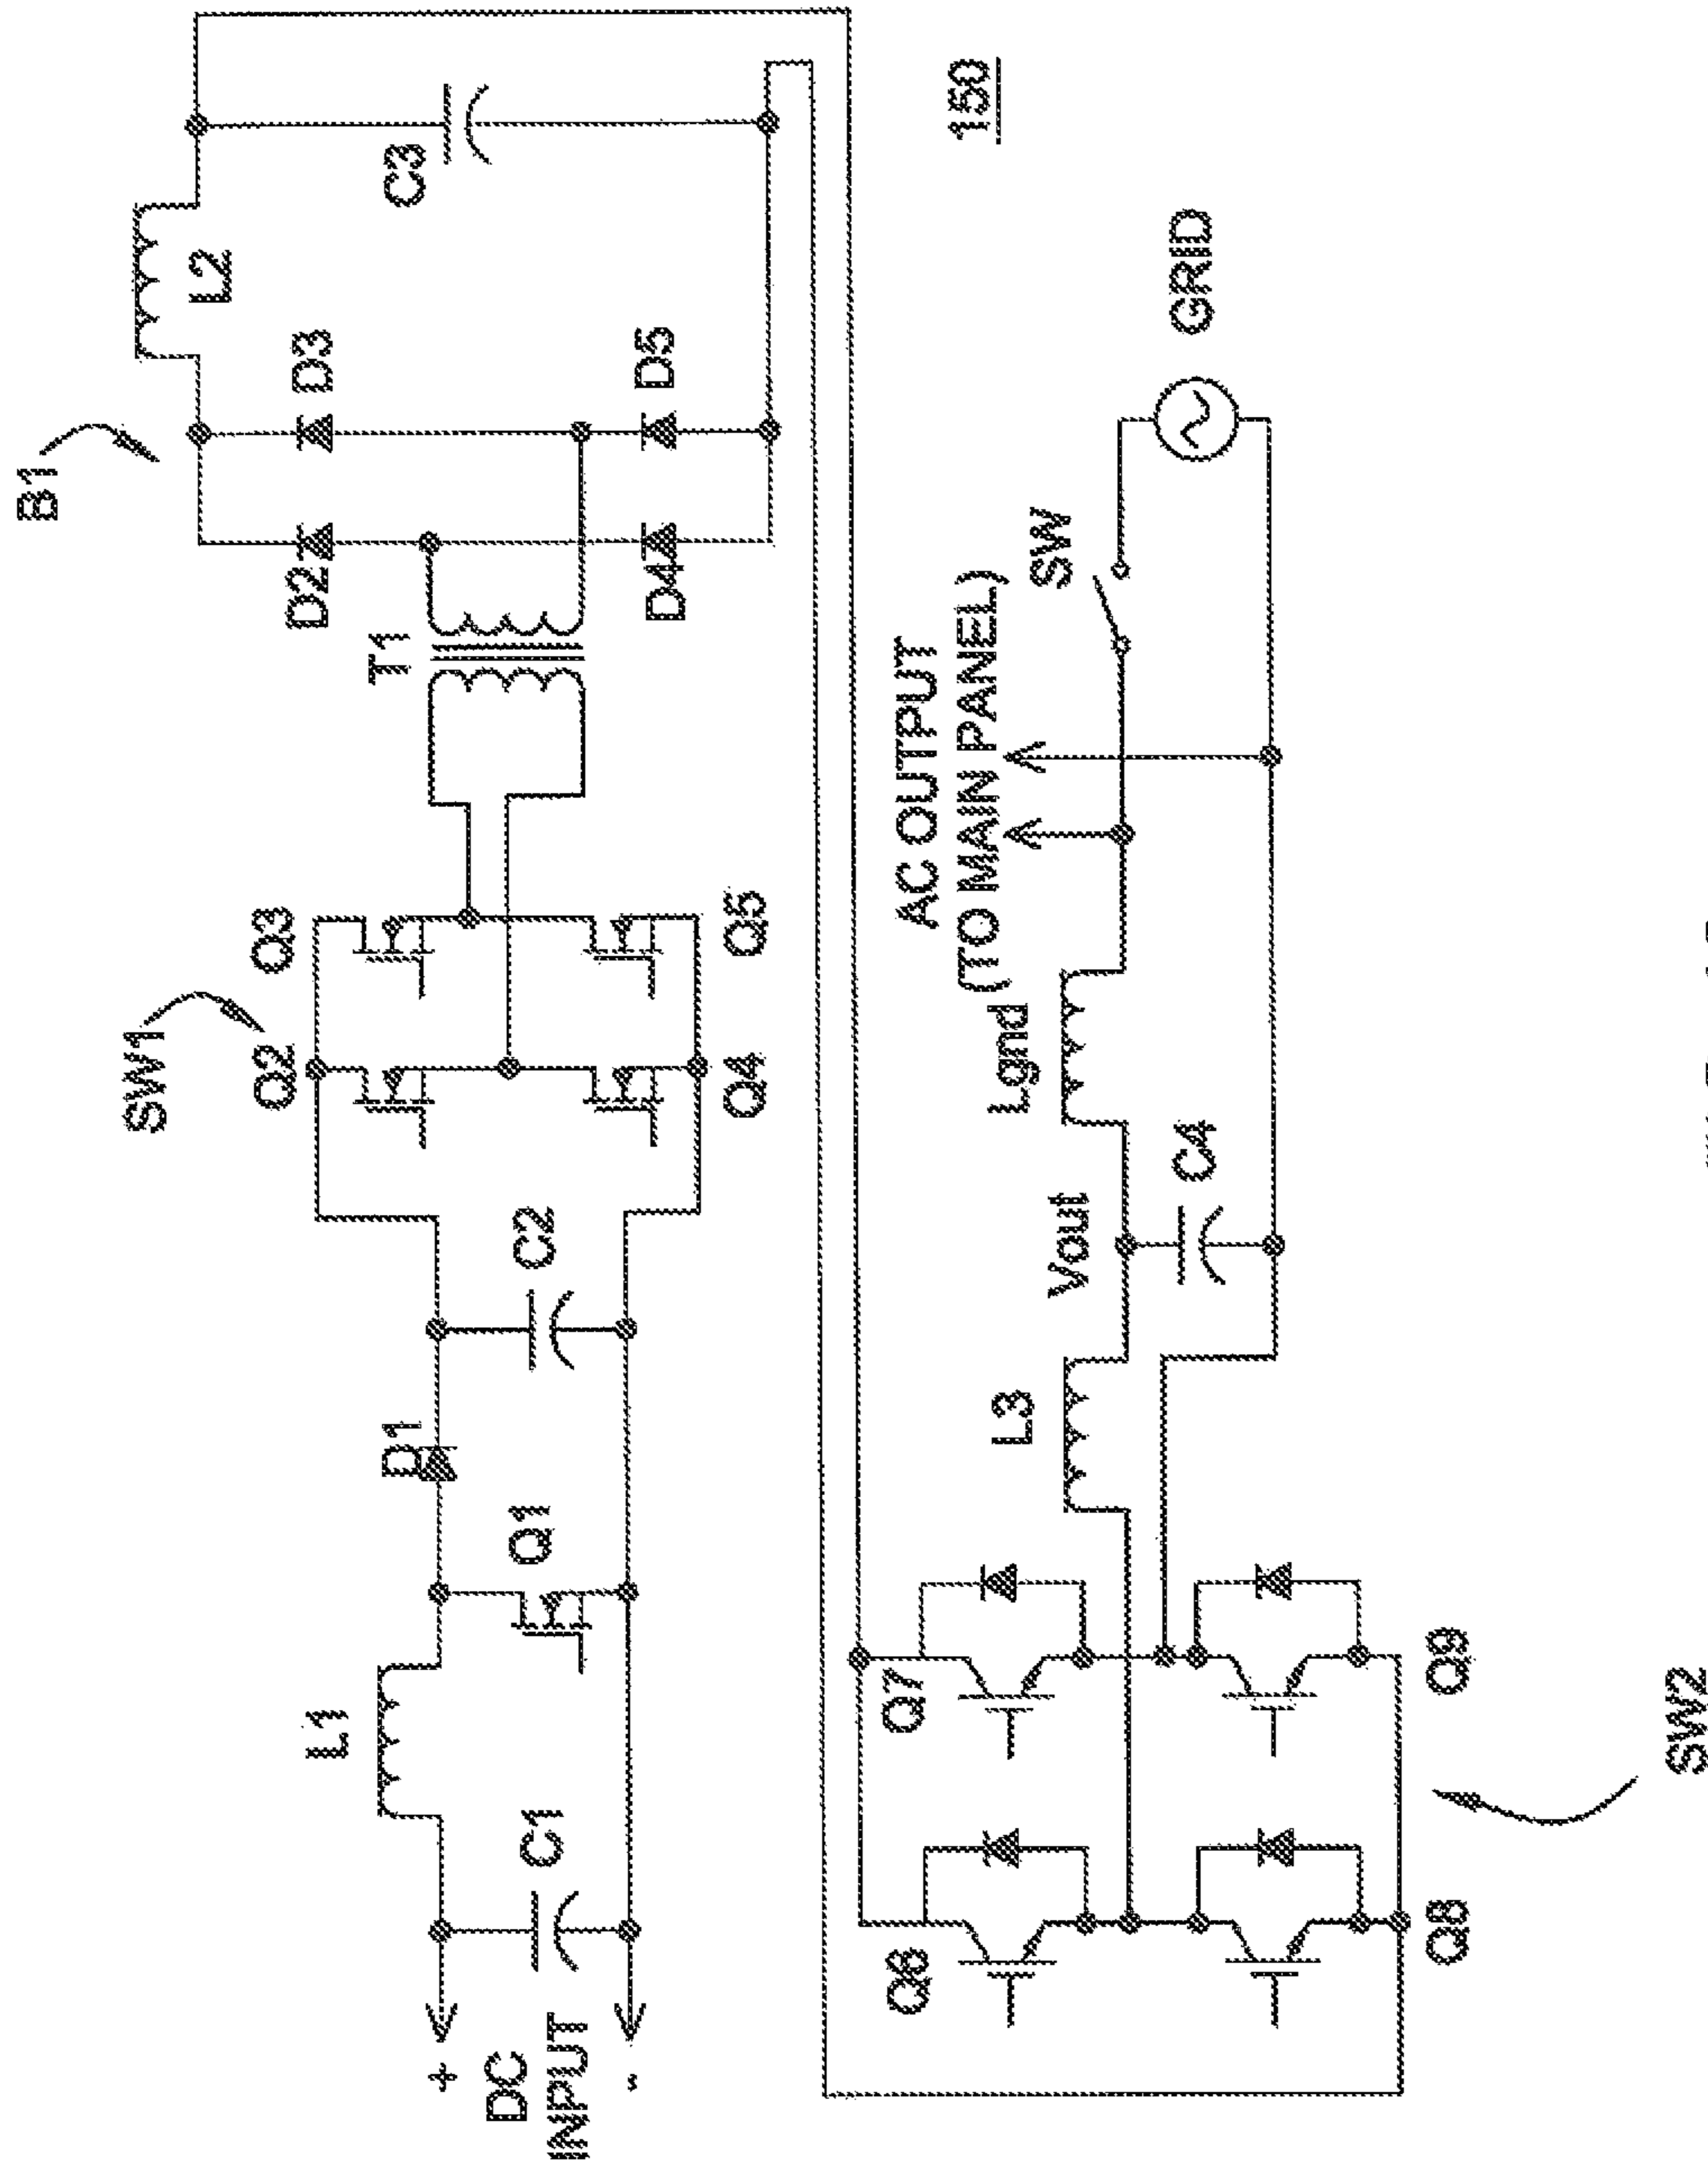 B1
SW1
L1
C1
Q1
D1
C2
Q2
Q3
Q4
Q5
T1
D2
D3
D4
D5
L2
C3
+
DC
INPUT
-
150
Q6
Q7
Q8
Q9
SW2
L3
Vout
C4
Lgnd
AC OUTPUT
(TO MAIN PANEL)
SW
GRID